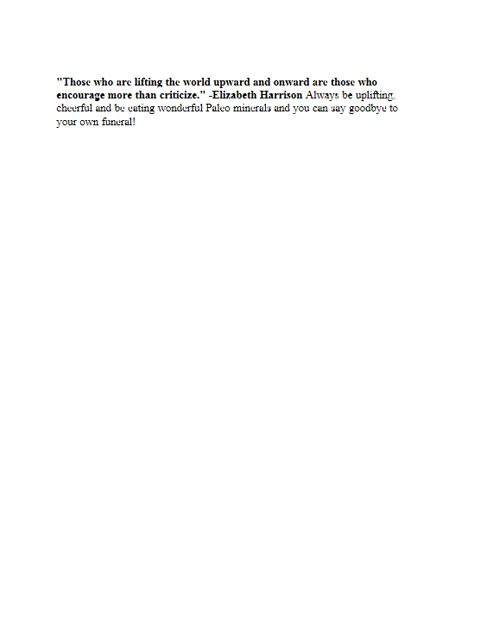 "Those who are lifting the world upward and onward are those who
encourage more than criticize." -Elizabeth Harrison Always be uplifting,
cheerful and be eating wonderful Paleo minerals and you can say goodbye to
your own funeral!